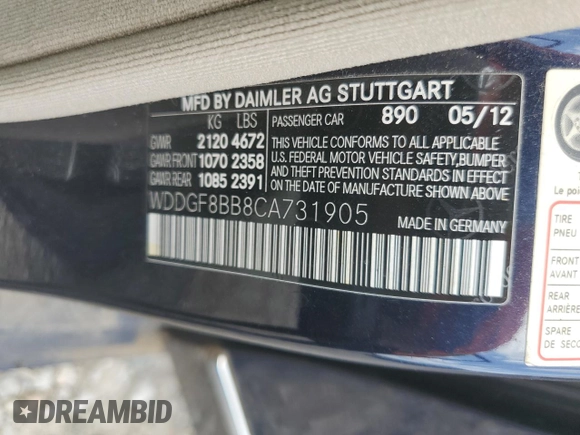 MFD BY DAIMLER AG STUTTGART
KG LBS
PASSENGER CAR 890 05/12
GVWR 2120 4672
GAWR FRONT 1070 2358
GAWR REAR 1085 2391
THIS VEHICLE CONFORMS TO ALL APPLICABLE
U.S. FEDERAL MOTOR VEHICLE SAFETY,BUMPER
AND THEFT PREVENTION STANDARDS IN EFFECT
ON THE DATE OF MANUFACTURE SHOWN ABOVE.
WDDGF8BB8CA731905
MADE IN GERMANY
Le poi
TIRE
PNEU
FRONT
AVANT
REAR
ARRIÈRE
SPARE
DE SECO
DREAMBID